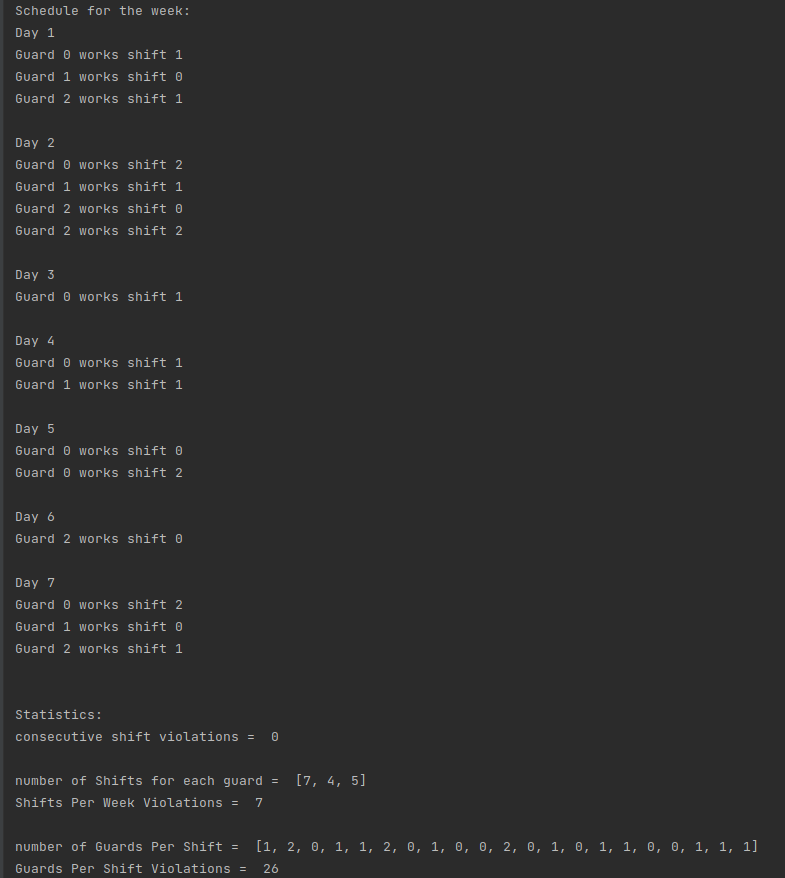 Schedule for the week:
Day 1
Guard 0 works shift 1
Guard 1 works shift 0
Guard 2 works shift 1
Day 2
Guard 0 works shift 2
Guard 1 works shift 1
Guard 2 works shift 0
Guard 2 works shift 2
Day 3
Guard 0 works shift 1
Day 4
Guard 0 works shift 1
Guard 1 works shift 1
Day 5
Guard 0 works shift 0
Guard 0 works shift 2
Day 6
Guard 2 works shift 0
Day 7
Guard 0 works shift 2
Guard 1 works shift 0
Guard 2 works shift 1
Statistics:
consecutive shift violations =  0
number of Shifts for each guard =  [7, 4, 5]
Shifts Per Week Violations =  7
number of Guards Per Shift =  [1, 2, 0, 1, 1, 2, 0, 1, 0, 0, 2, 0, 1, 0, 1, 1, 0, 0, 1, 1, 1]
Guards Per Shift Violations =  26